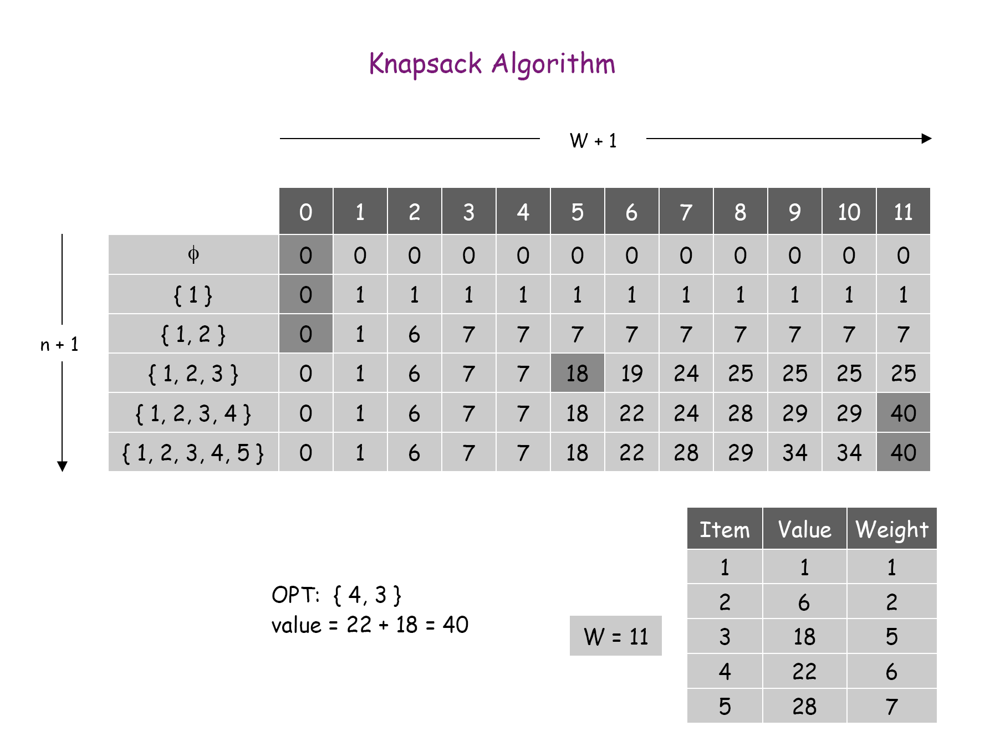 Knapsack Algorithm
W + 1
0 1 2 3 4 5 6 7 8 9 10 11
ϕ 0 0 0 0 0 0 0 0 0 0 0 0
{ 1 } 0 1 1 1 1 1 1 1 1 1 1 1
{ 1, 2 } 0 1 6 7 7 7 7 7 7 7 7 7
n + 1
{ 1, 2, 3 } 0 1 6 7 7 18 19 24 25 25 25 25
{ 1, 2, 3, 4 } 0 1 6 7 7 18 22 24 28 29 29 40
{ 1, 2, 3, 4, 5 } 0 1 6 7 7 18 22 28 29 34 34 40
OPT: { 4, 3 }
value = 22 + 18 = 40
W = 11
Item Value Weight
1 1 1
2 6 2
3 18 5
4 22 6
5 28 7